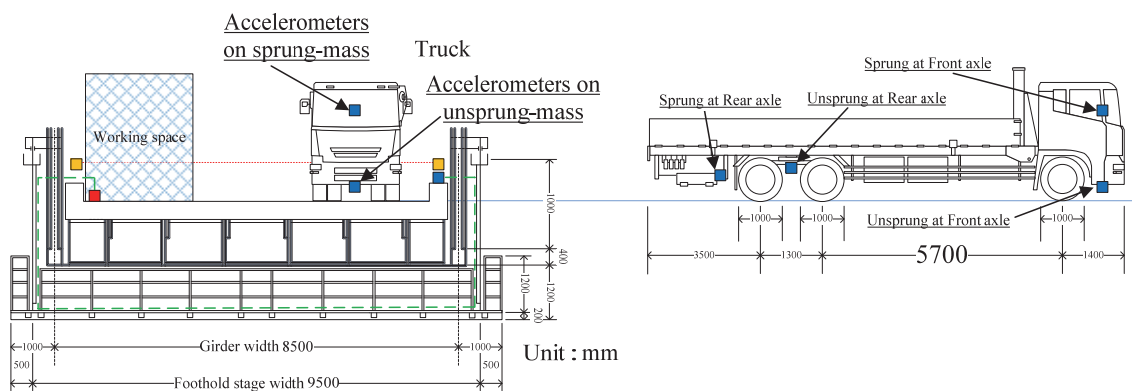 Accelerometers
on sprung-mass
Truck
Accelerometers on
unsprung-mass
Working space
1000
400
1200
1200
200
1000
Girder width 8500
1000
500
Foothold stage width 9500
500
Unit : mm
Sprung at Front axle
Sprung at Rear axle
Unsprung at Rear axle
Unsprung at Front axle
1000
1000
1000
3500
1300
5700
1400